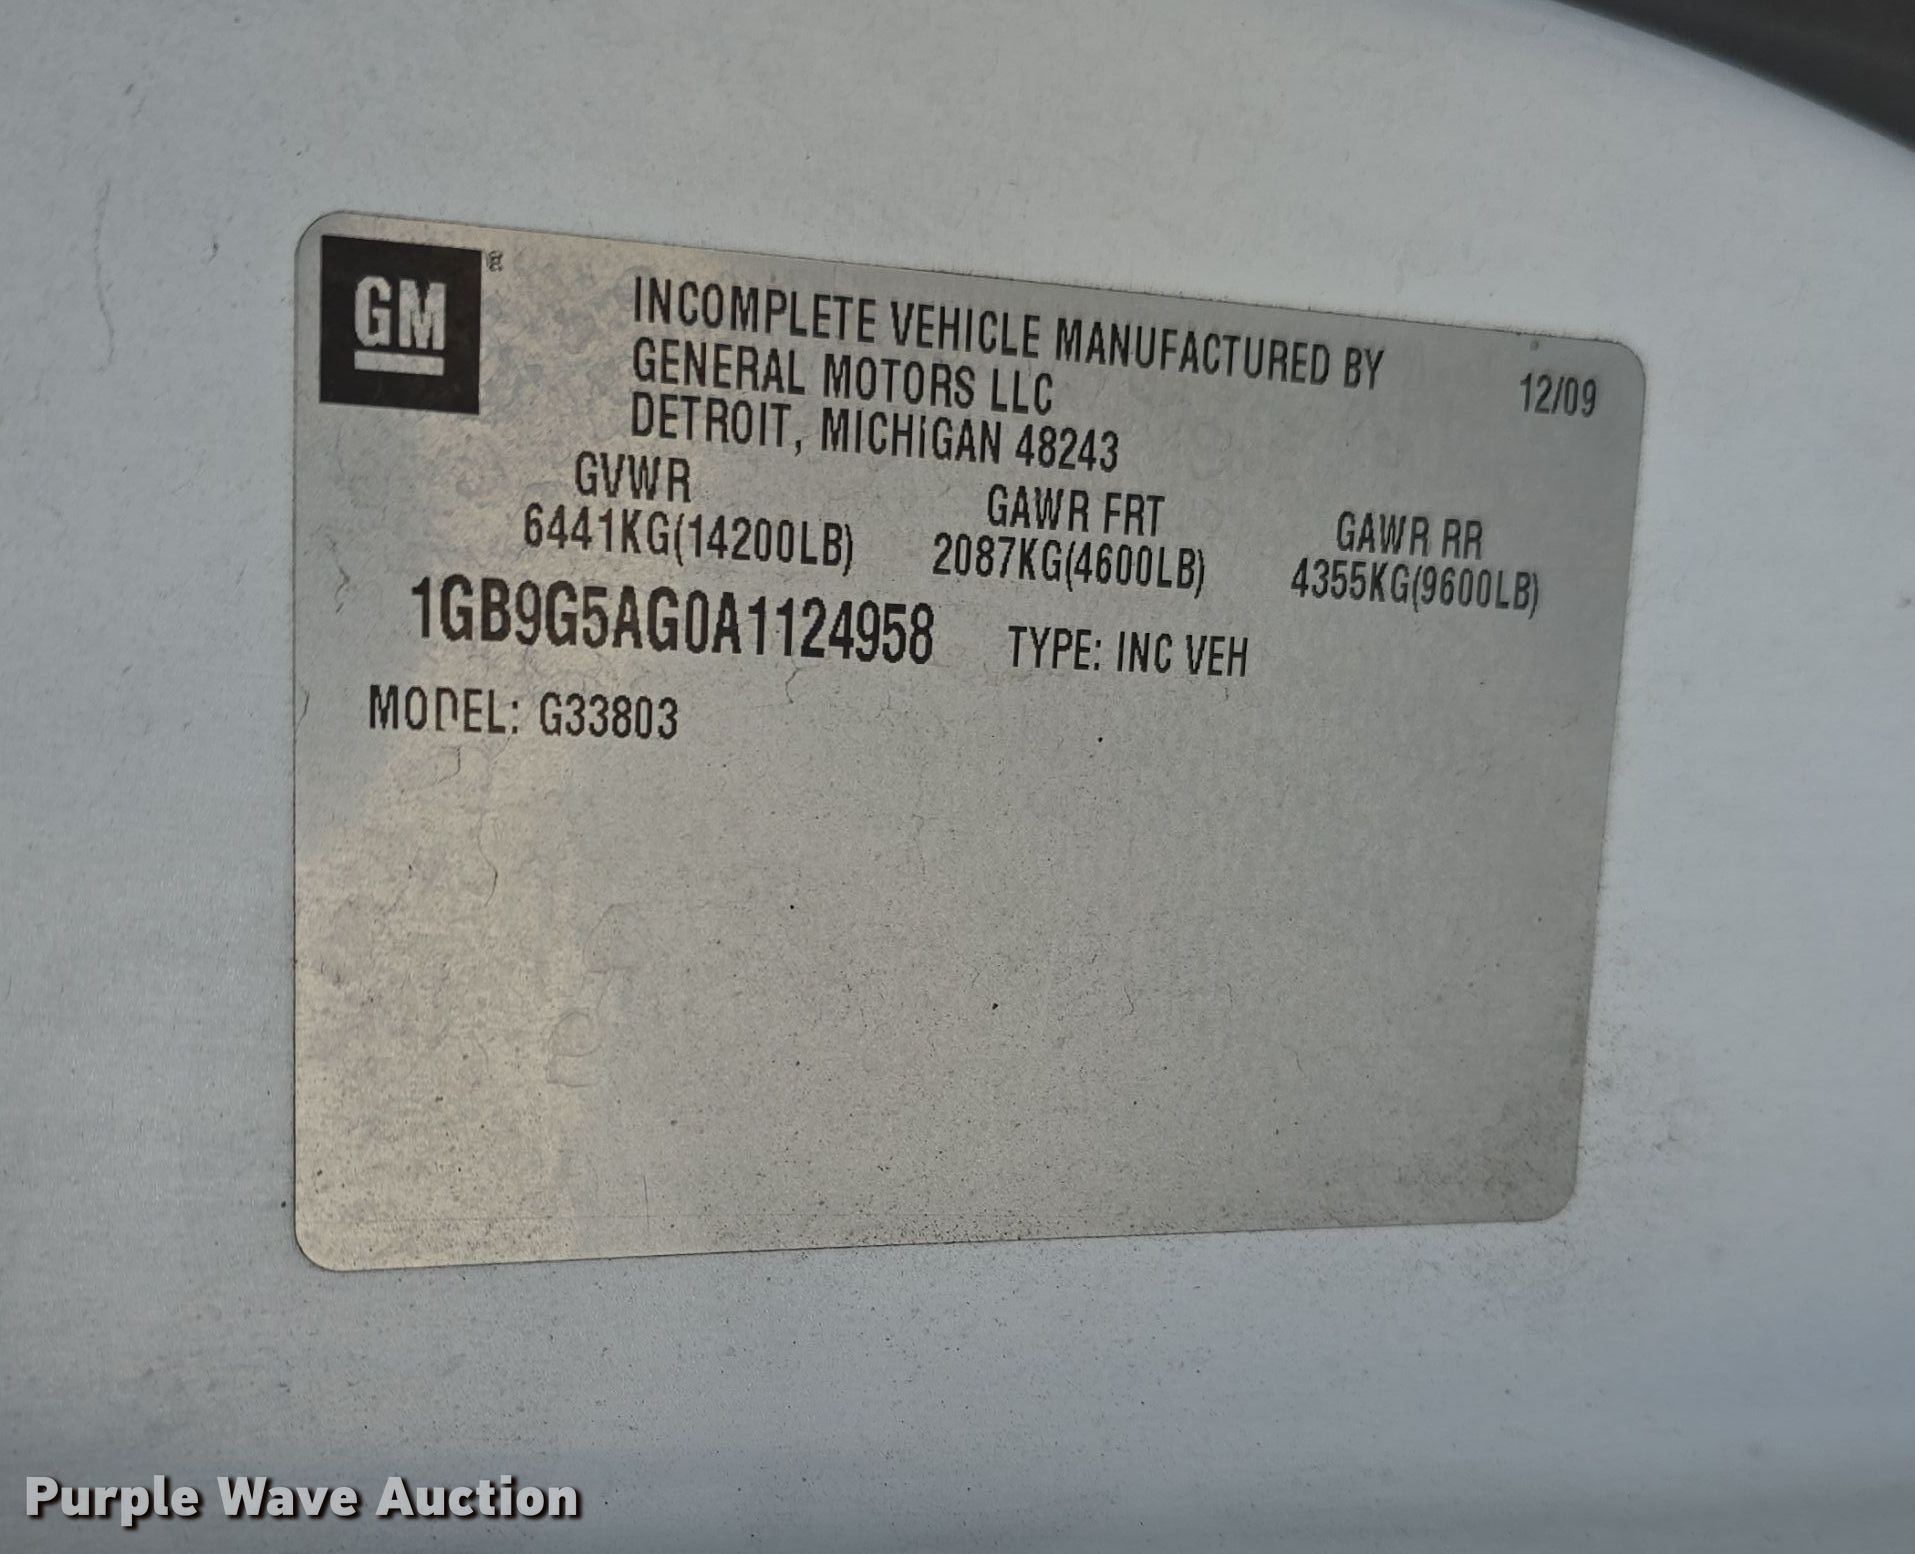 GM®
INCOMPLETE VEHICLE MANUFACTURED BY
GENERAL MOTORS LLC
12/09
DETROIT, MICHIGAN 48243
GVWR GAWR FRT GAWR RR
6441KG(14200LB) 2087KG(4600LB) 4355KG(9600LB)
1GB9G5AG0A1124958 TYPE: INC VEH
MODEL: G33803
Purple Wave Auction